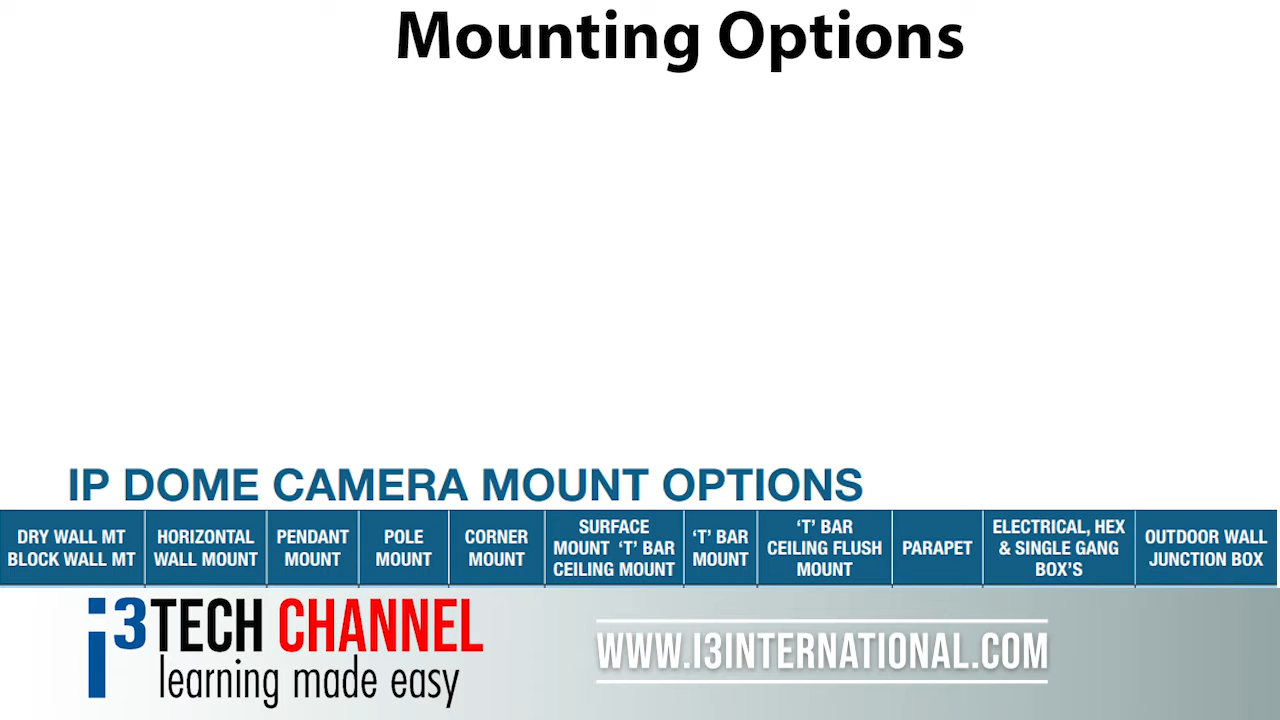 Mounting Options
IP DOME CAMERA MOUNT OPTIONS
DRY WALL MT
BLOCK WALL MT
HORIZONTAL
WALL MOUNT
PENDANT
MOUNT
POLE
MOUNT
CORNER
MOUNT
SURFACE
MOUNT ‘T’ BAR
CEILING MOUNT
‘T’ BAR
MOUNT
‘T’ BAR
CEILING FLUSH
MOUNT
PARAPET
ELECTRICAL, HEX
& SINGLE GANG
BOX’S
OUTDOOR WALL
JUNCTION BOX
i3 TECH CHANNEL
learning made easy
WWW.I3INTERNATIONAL.COM